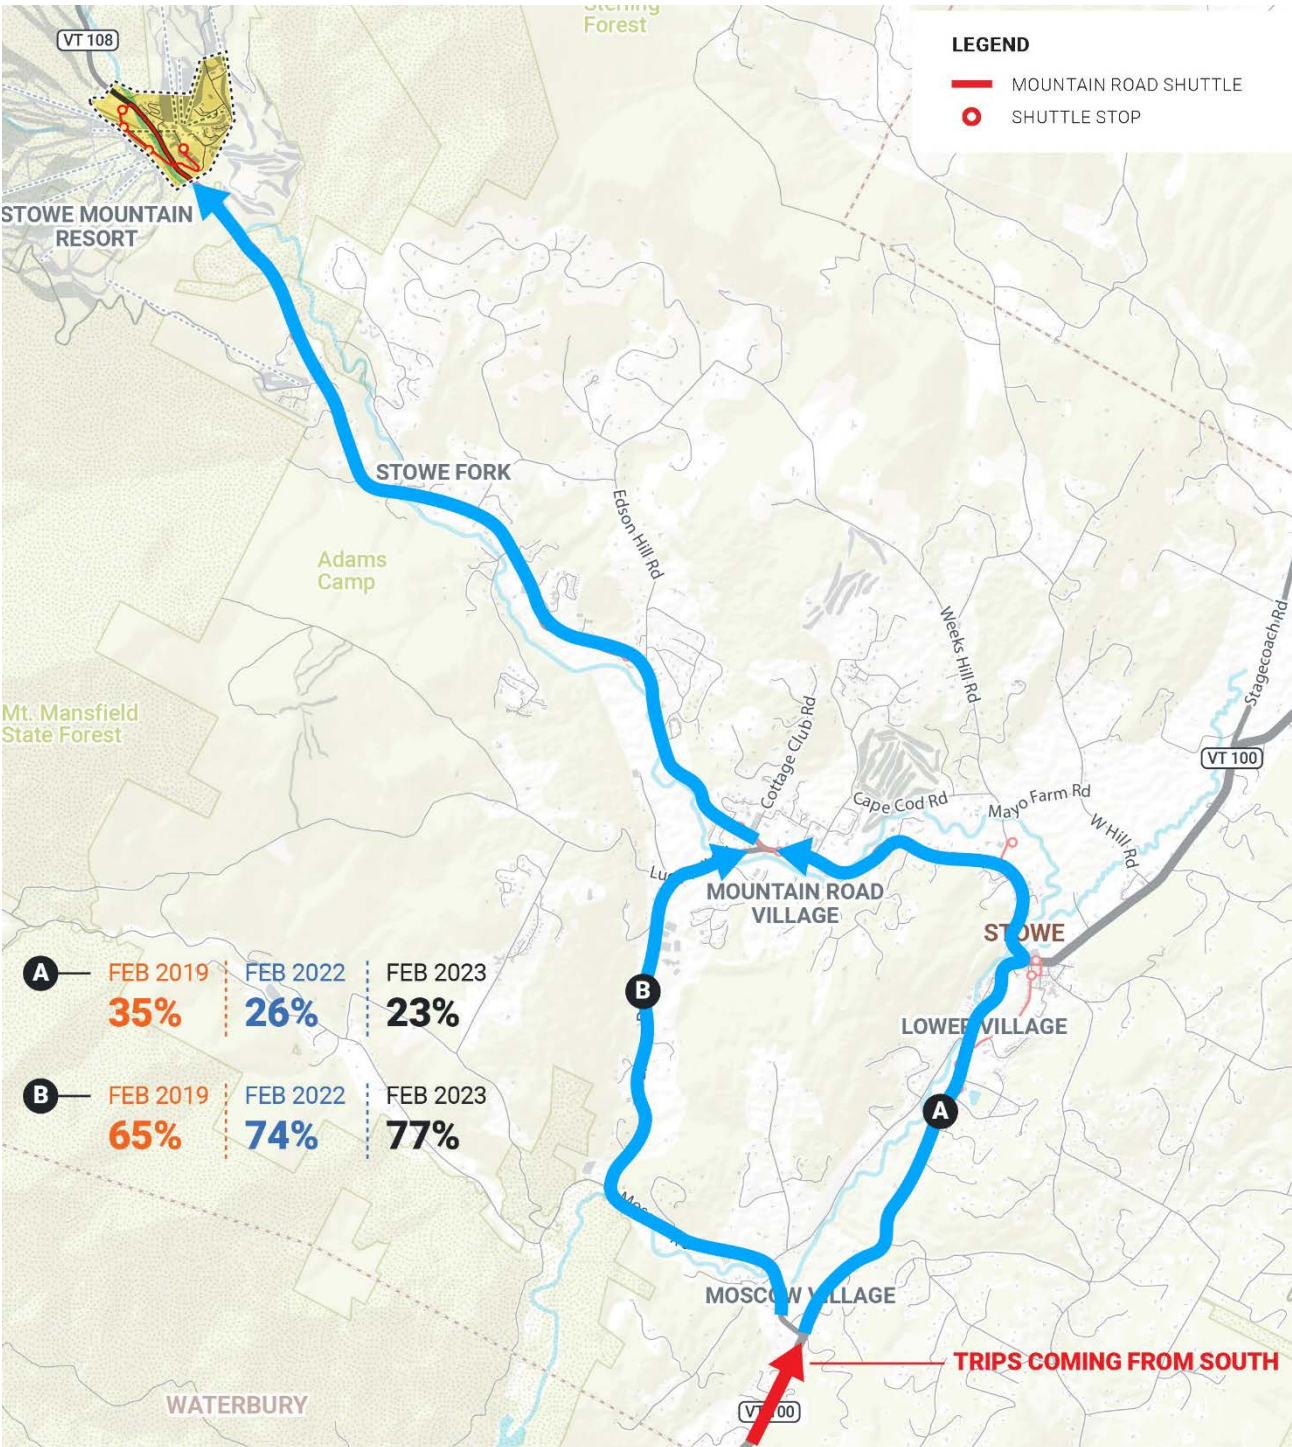 Sterling
Forest
VT 108
LEGEND
MOUNTAIN ROAD SHUTTLE
SHUTTLE STOP
STOWE MOUNTAIN
RESORT
STOWE FORK
Edson Hill Rd
Adams
Camp
Weeks Hill Rd
Stagecoach Rd
Mt. Mansfield
State Forest
Cottage Club Rd
VT 100
Cape Cod Rd
Mayo Farm Rd
W Hill Rd
MOUNTAIN ROAD
VILLAGE
STOWE
A
FEB 2019
FEB 2022
FEB 2023
35%
26%
23%
B
LOWER VILLAGE
B
FEB 2019
FEB 2022
FEB 2023
65%
74%
77%
A
MOSCOW VILLAGE
TRIPS COMING FROM SOUTH
WATERBURY
VT 100